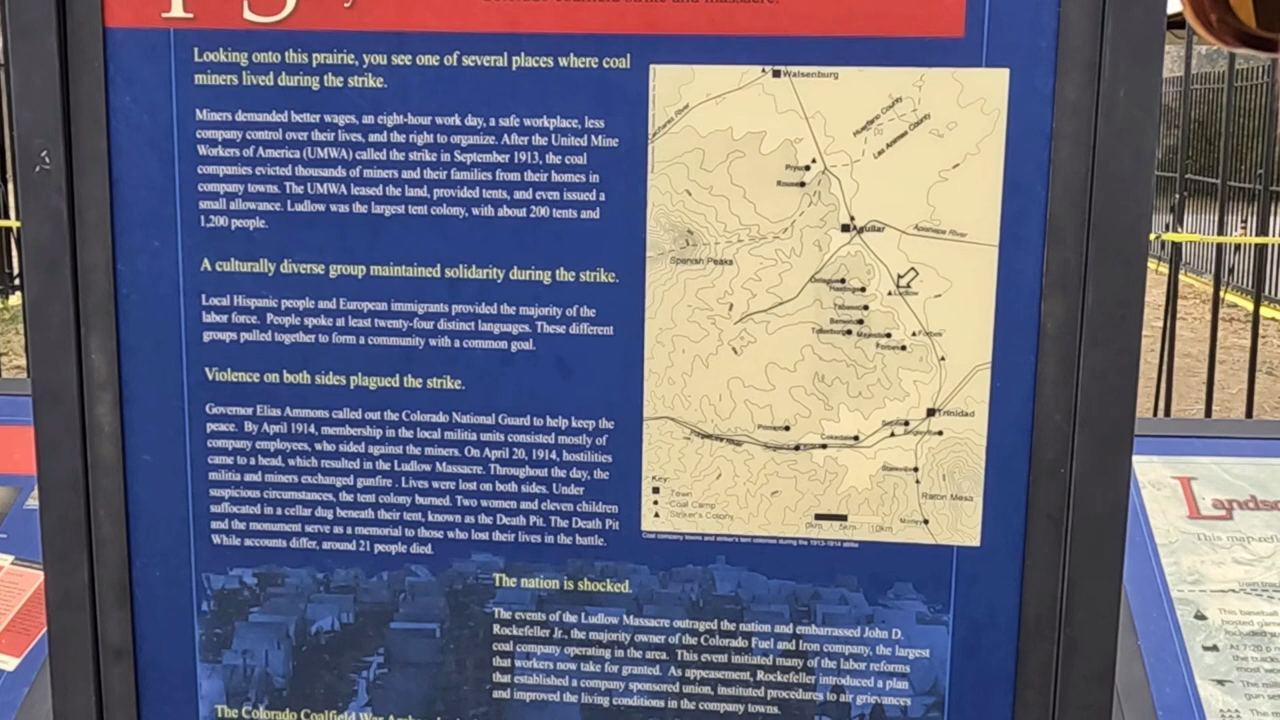 Colorado coalfield strike and massacre.
Looking onto this prairie, you see one of several places where coal
miners lived during the strike.
Miners demanded better wages, an eight-hour work day, a safe workplace, less
company control over their lives, and the right to organize. After the United Mine
Workers of America (UMWA) called the strike in September 1913, the coal
companies evicted thousands of miners and their families from their homes in
company towns. The UMWA leased the land, provided tents, and even issued a
small allowance. Ludlow was the largest tent colony, with about 200 tents and
1,200 people.
A culturally diverse group maintained solidarity during the strike.
Local Hispanic people and European immigrants provided the majority of the
labor force. People spoke at least twenty-four distinct languages. These different
groups pulled together to form a community with a common goal.
Violence on both sides plagued the strike.
Governor Elias Ammons called out the Colorado National Guard to help keep the
peace. By April 1914, membership in the local militia units consisted mostly of
company employees, who sided against the miners. On April 20, 1914, hostilities
came to a head, which resulted in the Ludlow Massacre. Throughout the day, the
militia and miners exchanged gunfire . Lives were lost on both sides. Under
suspicious circumstances, the tent colony burned. Two women and eleven children
suffocated in a cellar dug beneath their tent, known as the Death Pit. The Death Pit
and the monument serve as a memorial to those who lost their lives in the battle.
While accounts differ, around 21 people died.
Walsenburg
Huerfano County
Las Animas County
Pryor
Rouse
Aguilar
Apishapa River
Spanish Peaks
Hastings
Ludlow
Forbes
Forbes
Trinidad
Cokedale
Raton Mesa
Morley
Key:
Town
Coal Camp
Striker's Colony
0km 5km 10km
Coal company towns and striker's tent colonies during the 1913-1914 strike
The nation is shocked.
The events of the Ludlow Massacre outraged the nation and embarrassed John D.
Rockefeller Jr., the majority owner of the Colorado Fuel and Iron company, the largest
coal company operating in the area. This event initiated many of the labor reforms
that workers now take for granted. As appeasement, Rockefeller introduced a plan
that established a company sponsored union, instituted procedures to air grievances
and improved the living conditions in the company towns.
The Colorado Coalfield War
This map
This baseball
At 7:20 p